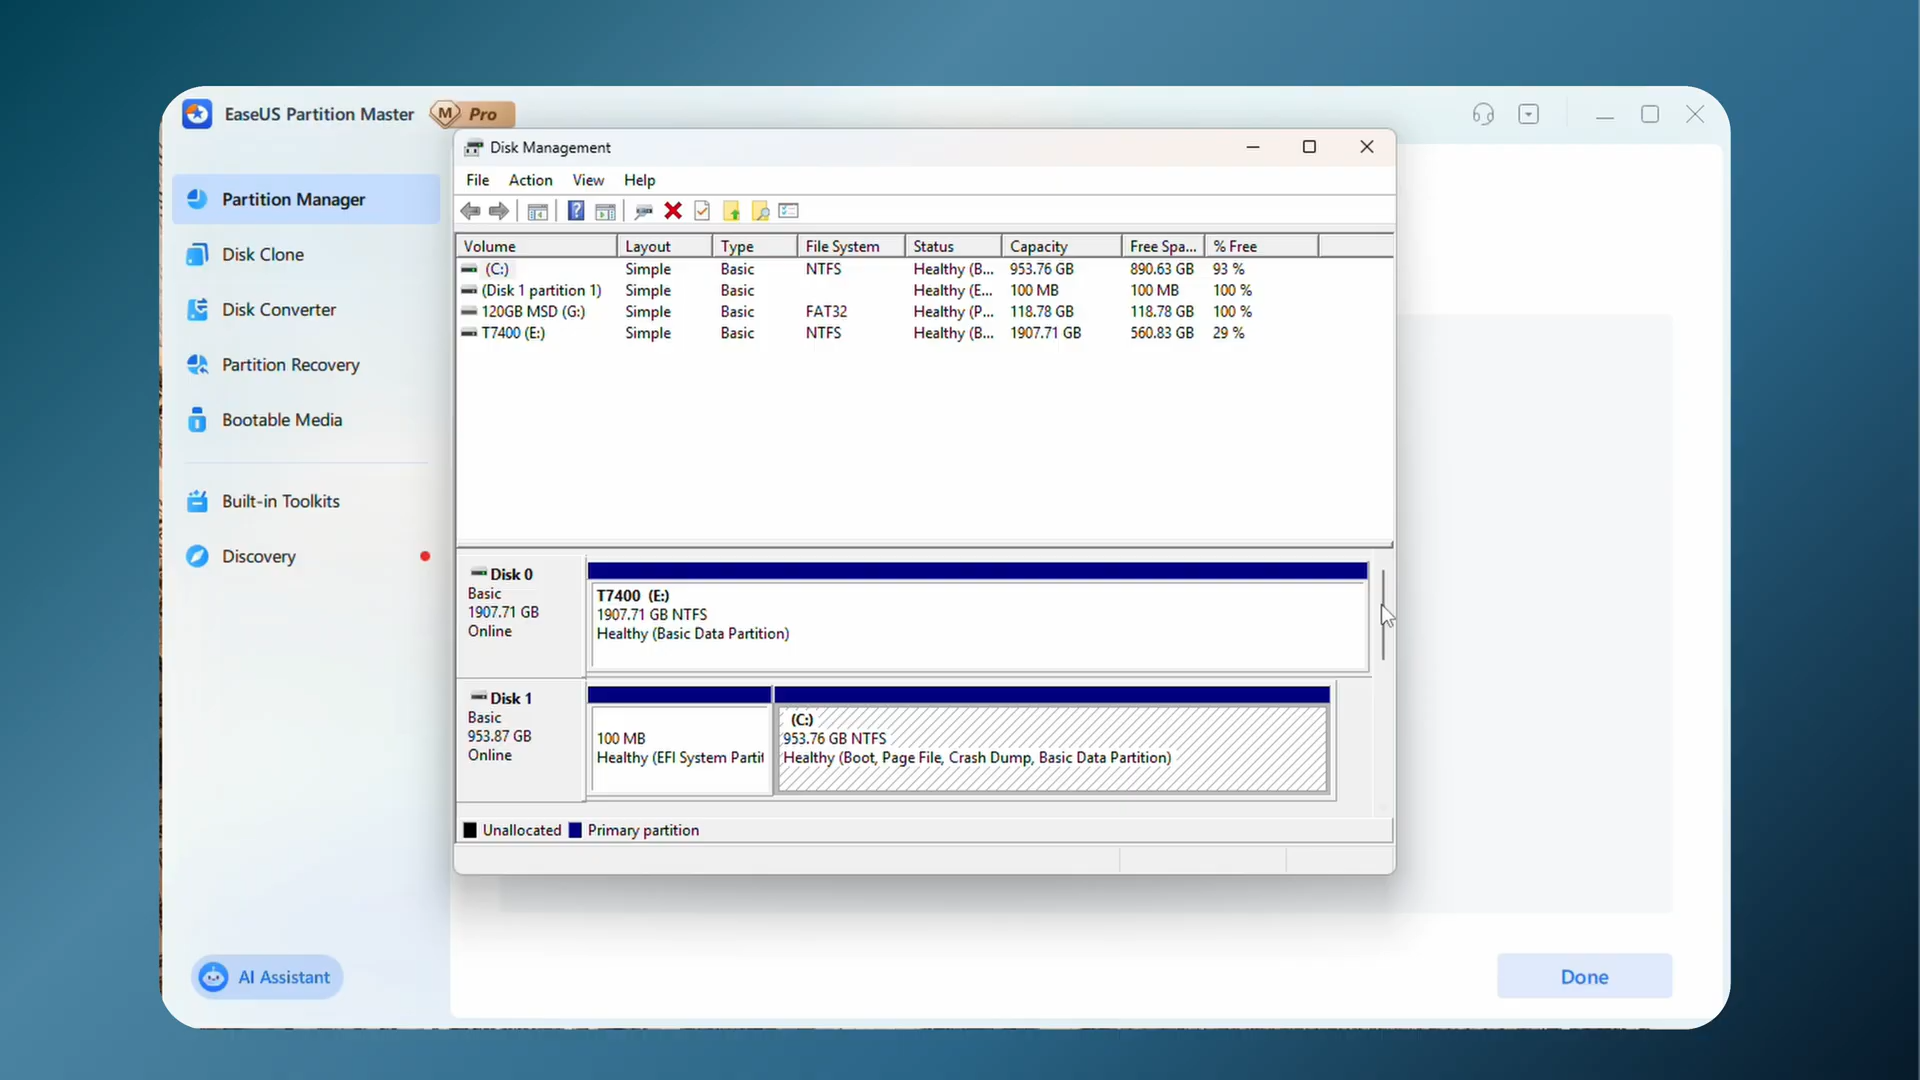 EaseUS Partition Master M Pro
Disk Management
Partition Manager
Disk Clone
Disk Converter
Partition Recovery
Bootable Media
Built-in Toolkits
Discovery
AI Assistant
File Action View Help
Volume Layout Type File System Status Capacity Free Spa... % Free
(C:) Simple Basic NTFS Healthy (B... 953.76 GB 890.63 GB 93 %
(Disk 1 partition 1) Simple Basic Healthy (E... 100 MB 100 MB 100 %
120GB MSD (G:) Simple Basic FAT32 Healthy (P... 118.78 GB 118.78 GB 100 %
T7400 (E:) Simple Basic NTFS Healthy (B... 1907.71 GB 560.83 GB 29 %
Disk 0
Basic
1907.71 GB
Online
T7400 (E:)
1907.71 GB NTFS
Healthy (Basic Data Partition)
Disk 1
Basic
953.87 GB
Online
100 MB
Healthy (EFI System Partit
(C:)
953.76 GB NTFS
Healthy (Boot, Page File, Crash Dump, Basic Data Partition)
Unallocated Primary partition
Done